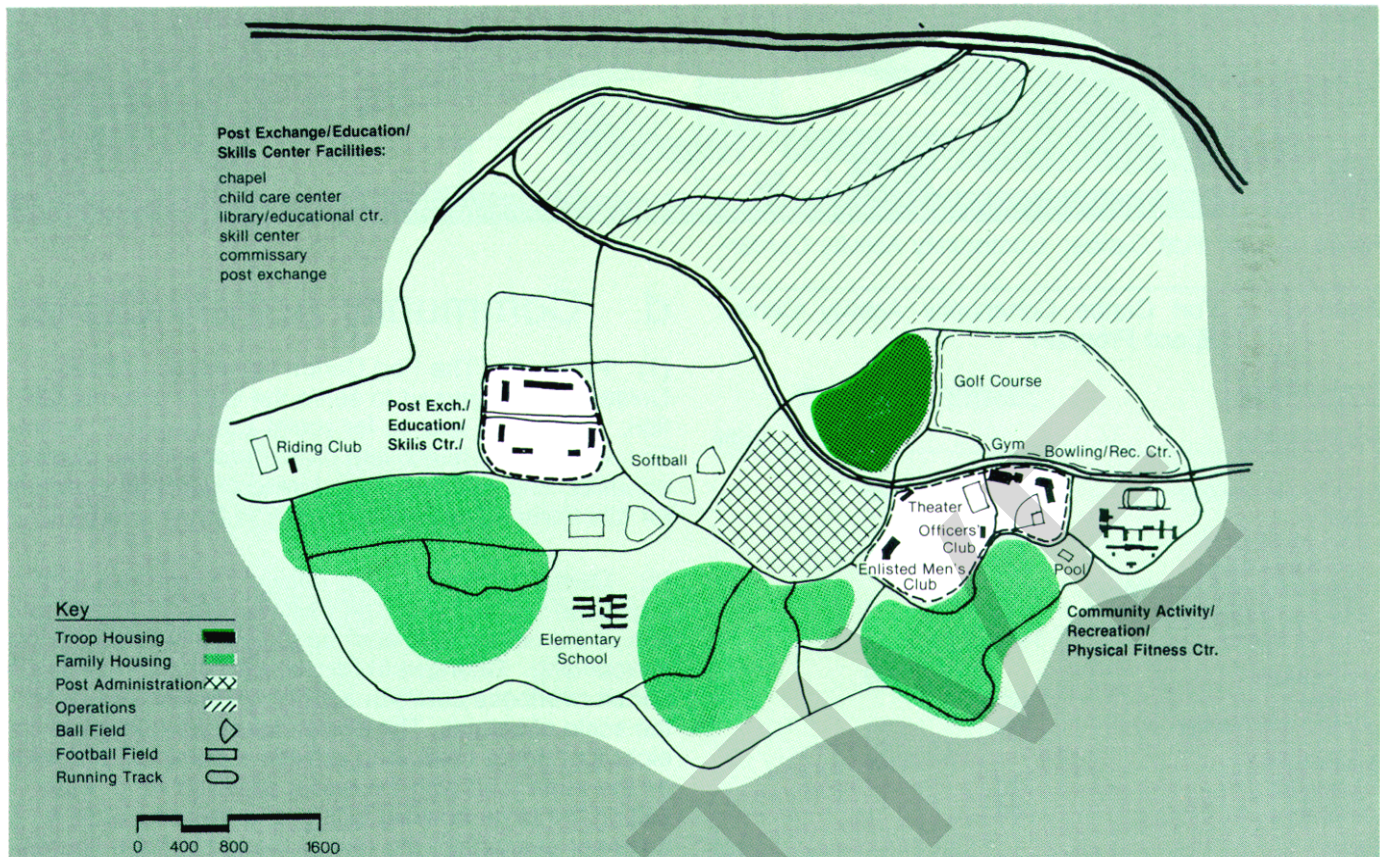 Post Exchange/Education/
Skills Center Facilities:
chapel
child care center
library/educational ctr.
skill center
commissary
post exchange
Golf Course
Post Exch./
Education/
Skills Ctr./
Riding Club
Softball
Gym
Bowling/Rec. Ctr.
Theater
Officers'
Club
Enlisted Men's
Club
Pool
Elementary
School
Community Activity/
Recreation/
Physical Fitness Ctr.
Key
Troop Housing
Family Housing
Post Administration
Operations
Ball Field
Football Field
Running Track
0 400 800 1600